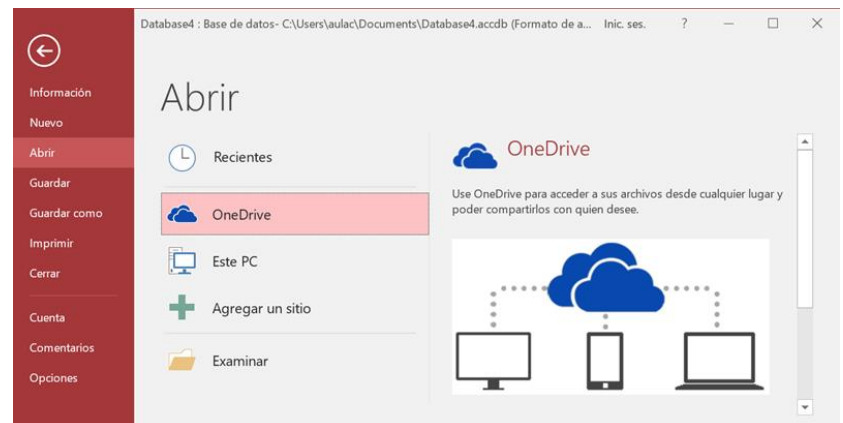 Database4 : Base de datos- C:\Users\aulac\Documents\Database4.accdb (Formato de a... Inic. ses. ?
Información
Nuevo
Abrir
Guardar
Guardar como
Imprimir
Cerrar
Cuenta
Comentarios
Opciones
Abrir
Recientes
OneDrive
Este PC
Agregar un sitio
Examinar
OneDrive
Use OneDrive para acceder a sus archivos desde cualquier lugar y
poder compartirlos con quien desee.